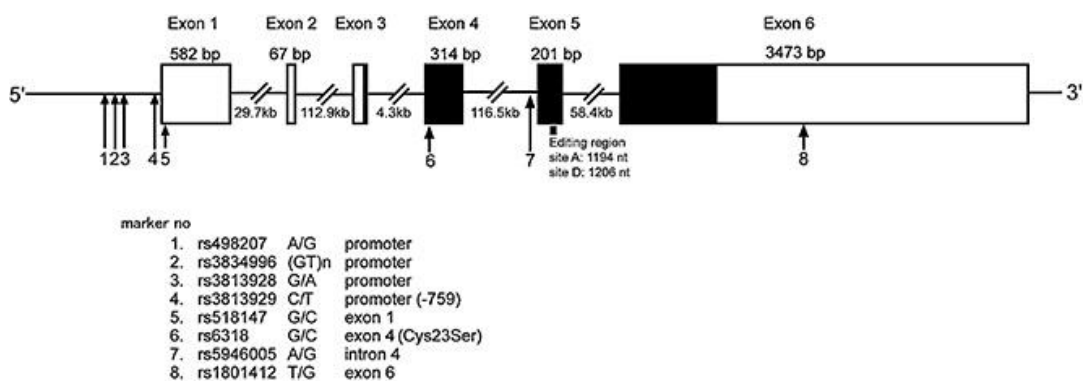 Exon 1 Exon 2 Exon 3 Exon 4 Exon 5 Exon 6
582 bp 67 bp 314 bp 201 bp 3473 bp
5' 3'
29.7kb 112.9kb 4.3kb 116.5kb 58.4kb
Editing region
site A: 1194 nt
site D: 1206 nt
1 2 3 4 5 6 7 8
marker no
1. rs498207 A/G promoter
2. rs3834996 (GT)n promoter
3. rs3813928 G/A promoter
4. rs3813929 C/T promoter (-759)
5. rs518147 G/C exon 1
6. rs6318 G/C exon 4 (Cys23Ser)
7. rs5946005 A/G intron 4
8. rs1801412 T/G exon 6